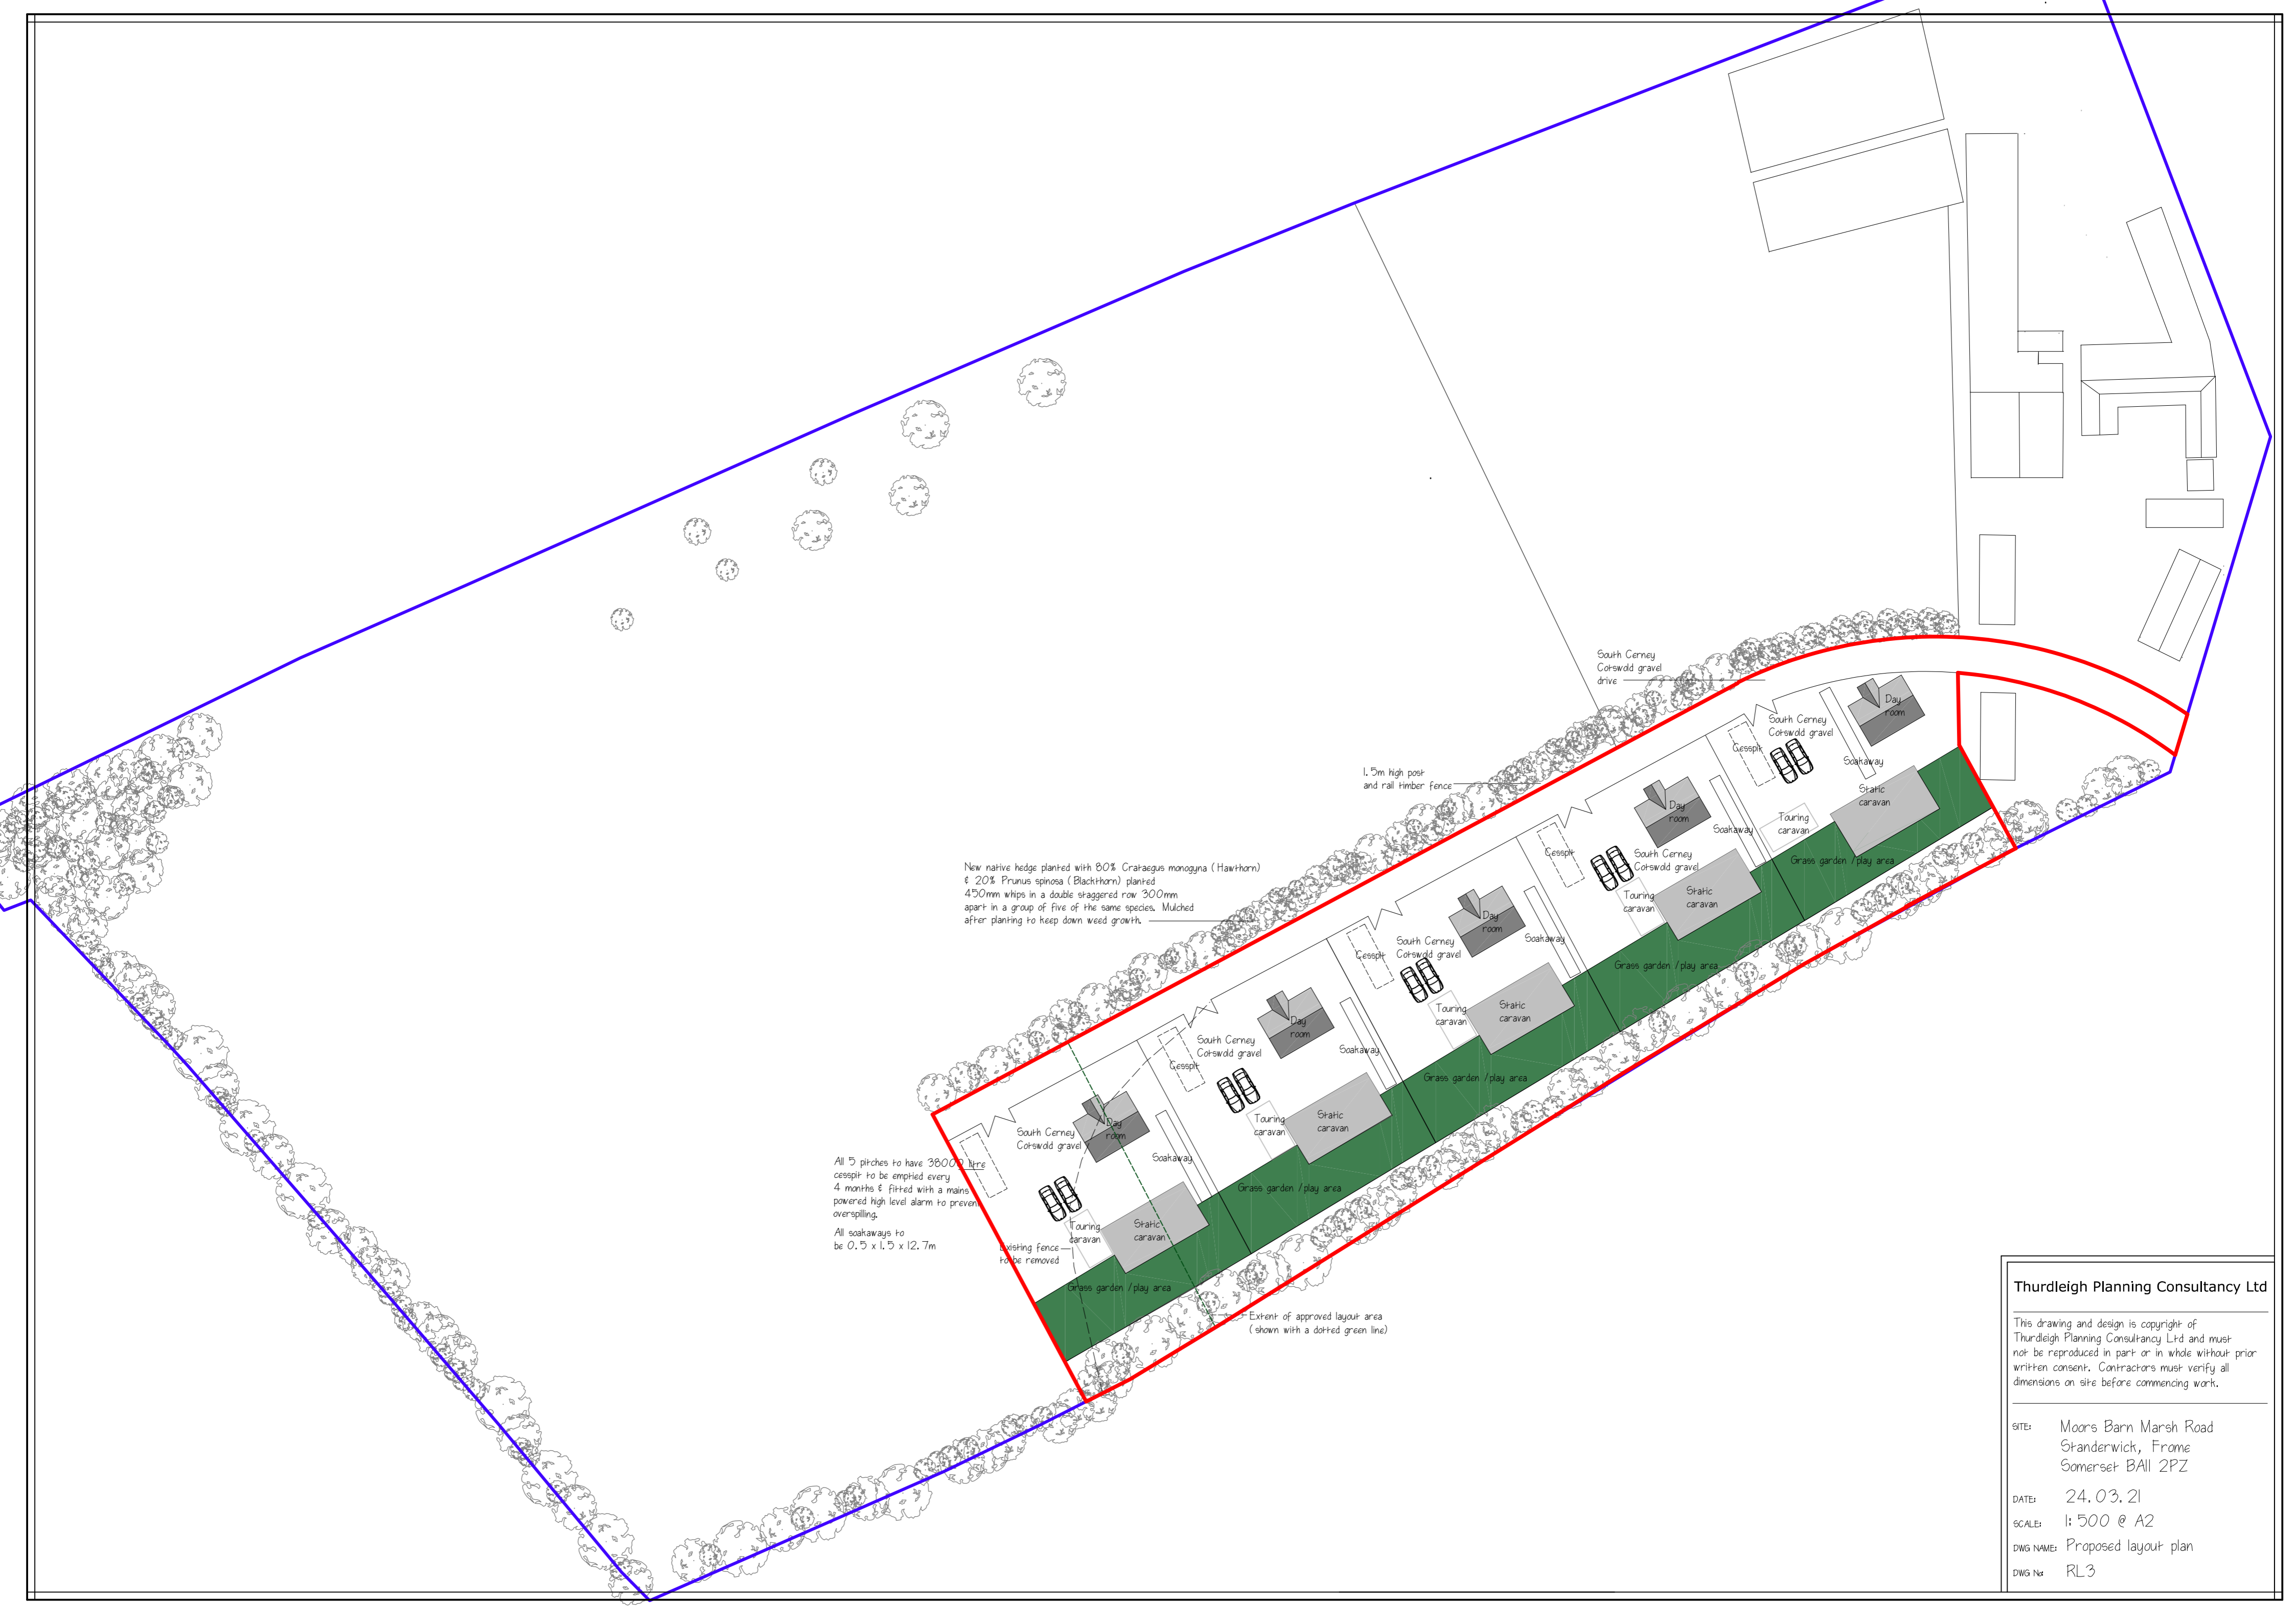 South Cerney
Cotswold gravel
drive
1.5m high post
and rail timber fence
New native hedge planted with 80% Crataegus monogyna (Hawthorn)
& 20% Prunus spinosa (Blackthorn) planted
450mm whips in a double staggered row 300mm
apart in a group of five of the same species. Mulched
after planting to keep down weed growth.
Day
room
South Cerney
Cotswold gravel
Cesspit
Soakaway
Static
caravan
Touring
caravan
Grass garden /play area
Day
room
Cesspit
Soakaway
South Cerney
Cotswold gravel
Static
caravan
Touring
caravan
Grass garden /play area
Day
room
Cesspit
Soakaway
South Cerney
Cotswold gravel
Static
caravan
Touring
caravan
Grass garden /play area
Day
room
South Cerney
Cotswold gravel
Cesspit
Soakaway
Static
caravan
Touring
caravan
Grass garden /play area
Day
room
South Cerney
Cotswold gravel
Soakaway
Static
caravan
Touring
caravan
Grass garden /play area
All 5 pitches to have 38000 litre
cesspit to be emptied every
4 months & fitted with a mains
powered high level alarm to preven
overspilling.
All soakaways to
be 0.5 x 1.5 x 12.7m
Existing fence
to be removed
Extent of approved layout area
(shown with a dotted green line)
Thurdleigh Planning Consultancy Ltd
This drawing and design is copyright of
Thurdleigh Planning Consultancy Ltd and must
not be reproduced in part or in whole without prior
written consent. Contractors must verify all
dimensions on site before commencing work.
SITE: Moors Barn Marsh Road
Standerwick, Frome
Somerset BA11 2PZ
DATE: 24.03.21
SCALE: 1:500 @ A2
DWG NAME: Proposed layout plan
DWG No: RL3